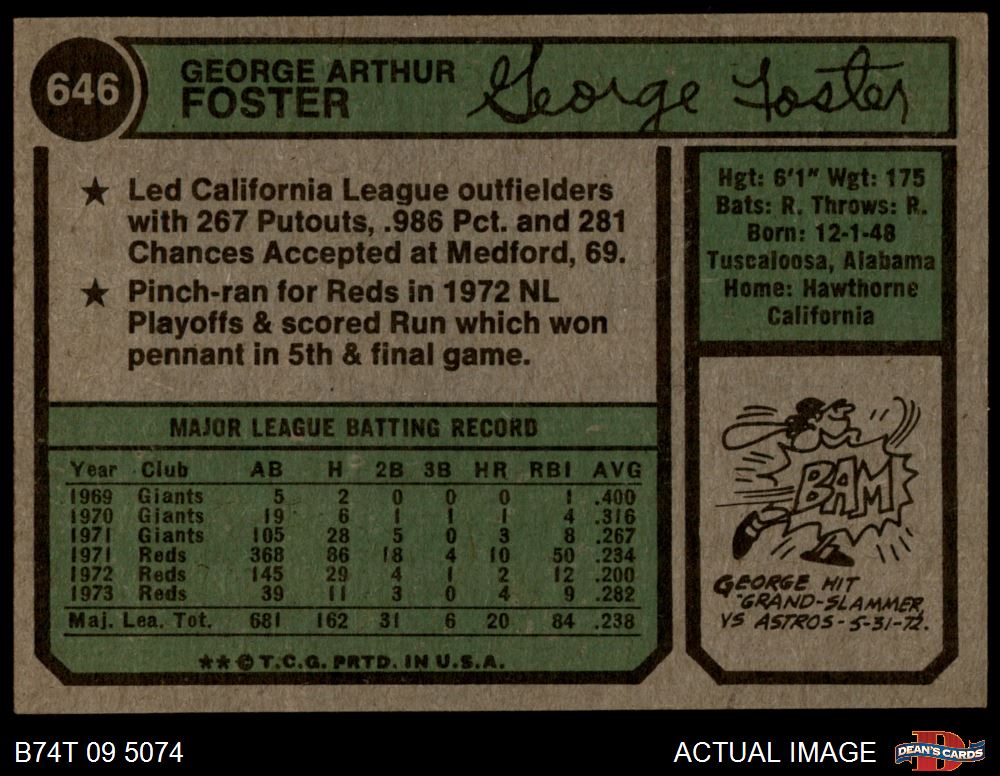 646
GEORGE ARTHUR
FOSTER
George Foster
★ Led California League outfielders
with 267 Putouts, .986 Pct. and 281
Chances Accepted at Medford, 69.
★ Pinch-ran for Reds in 1972 NL
Playoffs & scored Run which won
pennant in 5th & final game.
MAJOR LEAGUE BATTING RECORD
Year Club AB H 2B 3B HR RBI AVG
1969 Giants 5 2 0 0 0 1 .400
1970 Giants 19 6 1 1 1 4 .316
1971 Giants 105 28 5 0 3 8 .267
1971 Reds 368 86 18 4 10 50 .234
1972 Reds 145 29 4 1 2 12 .200
1973 Reds 39 11 3 0 4 9 .282
Maj. Lea. Tot. 681 162 31 6 20 84 .238
★★© T.C.G. PRTD. IN U.S.A.
Hgt: 6'1" Wgt: 175
Bats: R. Throws: R.
Born: 12-1-48
Tuscaloosa, Alabama
Home: Hawthorne
California
BAM
GEORGE HIT
GRAND-SLAMMER
VS ASTROS-5-31-72.
B74T 09 5074
ACTUAL IMAGE
DEAN'S CARDS